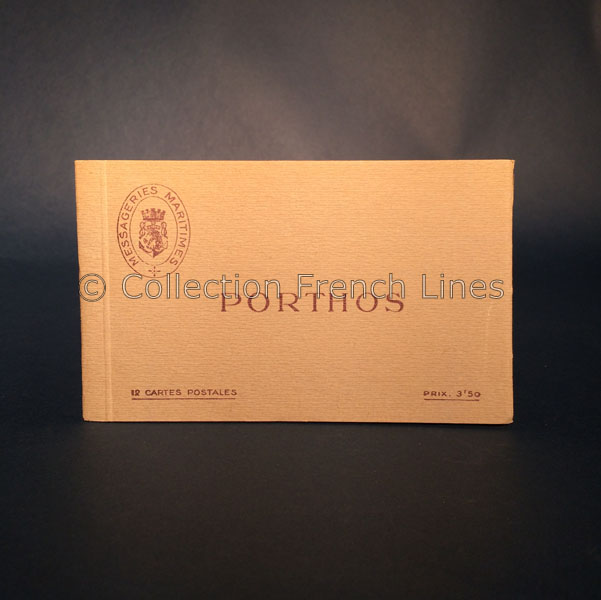 MESSAGERIES MARITIMES
© Collection French Lines
PORTHOS
12 CARTES POSTALES
PRIX. 3ᶠ50